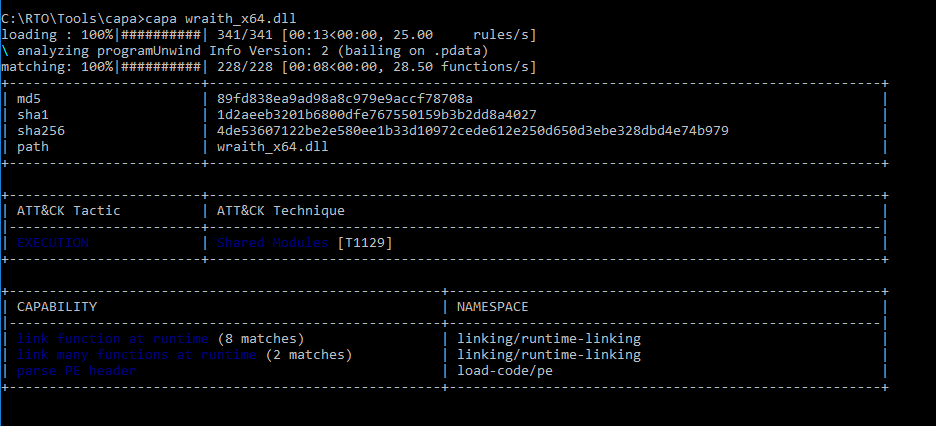 C:\RTO\Tools\capa>capa wraith_x64.dll
loading : 100%|##########| 341/341 [00:13<00:00, 25.00     rules/s]
\ analyzing programUnwind Info Version: 2 (bailing on .pdata)
matching: 100%|##########| 228/228 [00:08<00:00, 28.50 functions/s]
md5 | 89fd838ea9ad98a8c979e9accf78708a
sha1 | 1d2aeeb3201b6800dfe767550159b3b2dd8a4027
sha256 | 4de53607122be2e580ee1b33d10972cede612e250d650d3ebe328dbd4e74b979
path | wraith_x64.dll
ATT&CK Tactic | ATT&CK Technique
EXECUTION | Shared Modules [T1129]
CAPABILITY | NAMESPACE
link function at runtime (8 matches) | linking/runtime-linking
link many functions at runtime (2 matches) | linking/runtime-linking
parse PE header | load-code/pe